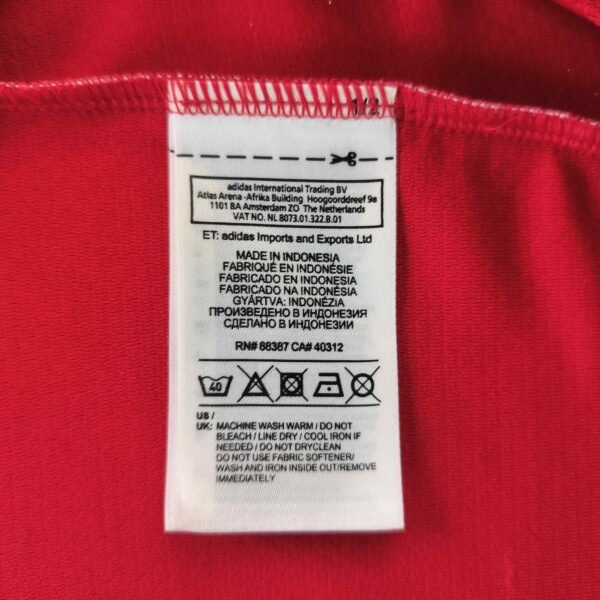 1/2
adidas International Trading BV
Atlas Arena -Afrika Building Hoogoorddreef 9a
1101 BA Amsterdam ZO The Netherlands
VAT NO. NL 8073.01.322.B.01
ET: adidas Imports and Exports Ltd
MADE IN INDONESIA
FABRIQUÉ EN INDONÉSIE
FABRICADO EN INDONESIA
FABRICADO NA INDONÉSIA
GYÁRTVA: INDONÉZIA
ПРОИЗВЕДЕНО В ИНДОНЕЗИЯ
СДЕЛАНО В ИНДОНЕЗИИ
RN# 88387 CA# 40312
40
US /
UK: MACHINE WASH WARM / DO NOT
BLEACH / LINE DRY / COOL IRON IF
NEEDED / DO NOT DRYCLEAN
DO NOT USE FABRIC SOFTENER/
WASH AND IRON INSIDE OUT/REMOVE
IMMEDIATELY